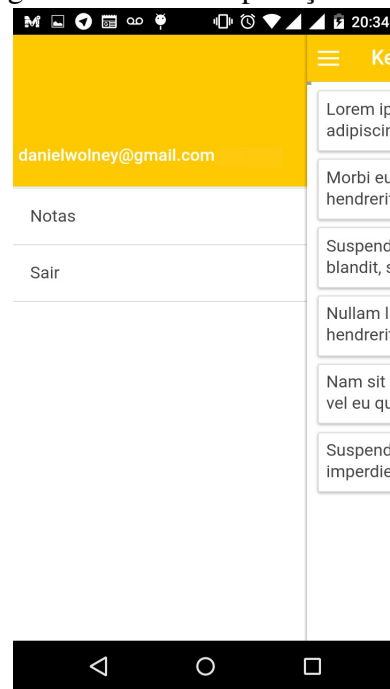 20:34
Ke
danielwolney@gmail.com
Notas
Sair
Lorem ip
adipiscin
Morbi eu
hendrerit
Suspend
blandit, s
Nullam l
hendrerit
Nam sit
vel eu qu
Suspend
imperdie